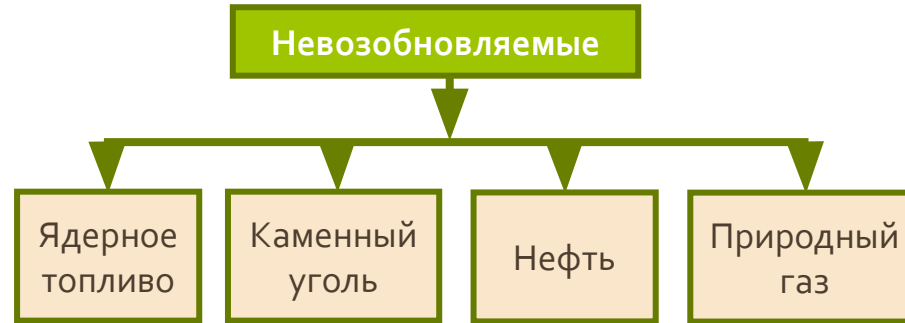 Невозобновляемые
Ядерное
топливо
Каменный
уголь
Нефть
Природный
газ